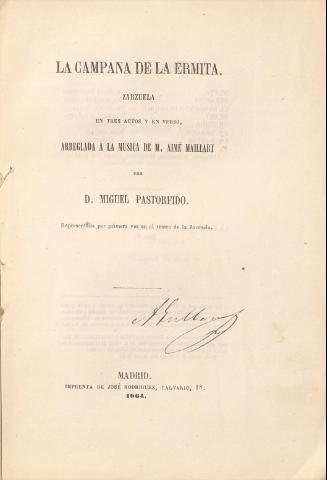 LA CAMPANA DE LA ERMITA.
ZARZUELA
EN TRES ACTOS Y EN VERSO,
ARREGLADA Á LA MUSICA DE M. AIMÉ MAILLART
POR
D. MIGUEL PASTORFIDO.
Representada por primera vez en el teatro de la Zarzuela.
MADRID.
IMPRENTA DE JOSÉ RODRIGUEZ, CALVARIO, 18.
1864.